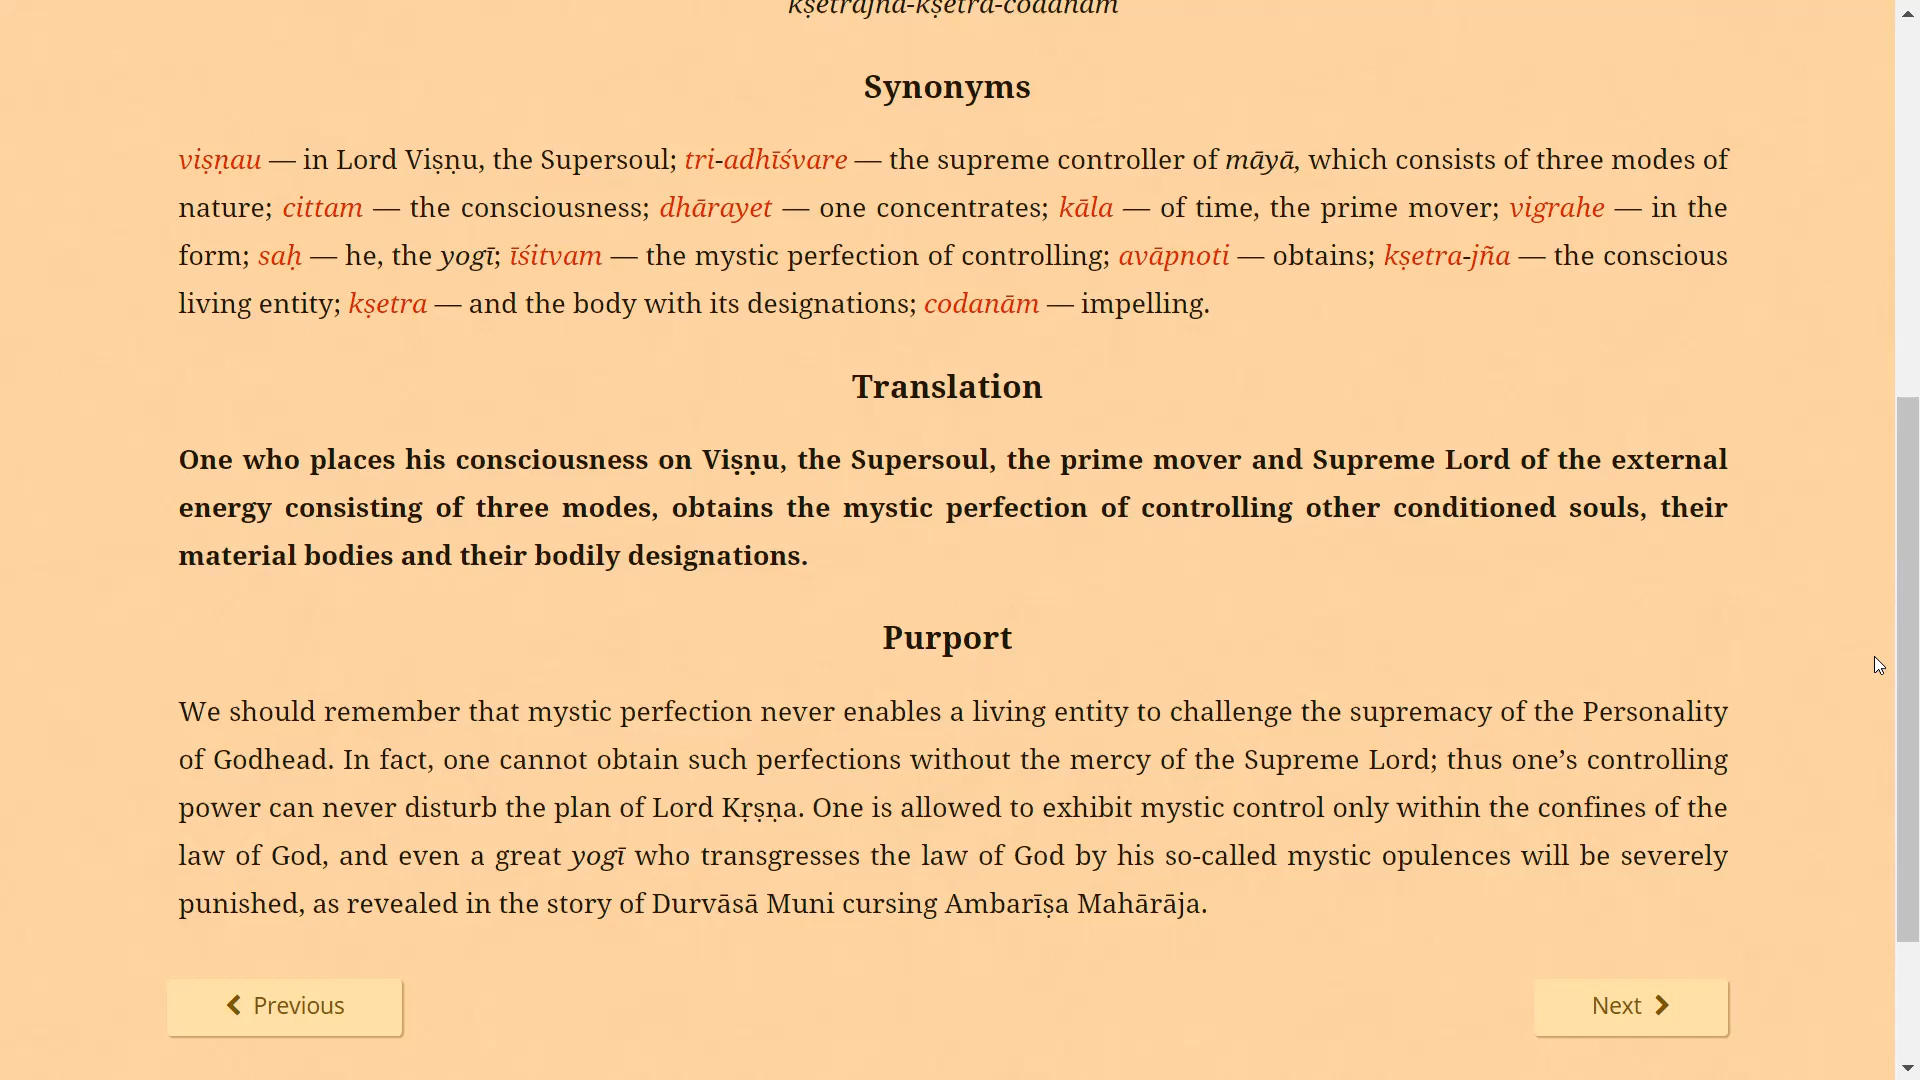 kṣetrajña-kṣetra-codanām
Synonyms
viṣṇau — in Lord Viṣṇu, the Supersoul; tri-adhīśvare — the supreme controller of māyā, which consists of three modes of
nature; cittam — the consciousness; dhārayet — one concentrates; kāla — of time, the prime mover; vigrahe — in the
form; saḥ — he, the yogī; īśitvam — the mystic perfection of controlling; avāpnoti — obtains; kṣetra-jña — the conscious
living entity; kṣetra — and the body with its designations; codanām — impelling.
Translation
One who places his consciousness on Viṣṇu, the Supersoul, the prime mover and Supreme Lord of the external
energy consisting of three modes, obtains the mystic perfection of controlling other conditioned souls, their
material bodies and their bodily designations.
Purport
We should remember that mystic perfection never enables a living entity to challenge the supremacy of the Personality
of Godhead. In fact, one cannot obtain such perfections without the mercy of the Supreme Lord; thus one’s controlling
power can never disturb the plan of Lord Kṛṣṇa. One is allowed to exhibit mystic control only within the confines of the
law of God, and even a great yogī who transgresses the law of God by his so-called mystic opulences will be severely
punished, as revealed in the story of Durvāsā Muni cursing Ambarīṣa Mahārāja.
Previous
Next